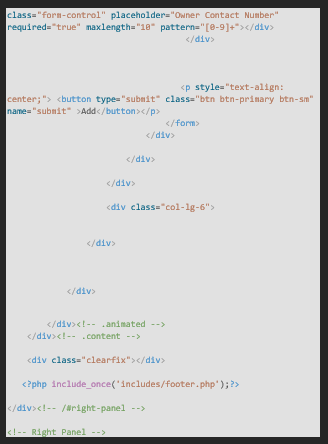 class="form-control" placeholder="Owner Contact Number"
required="true" maxlength="10" pattern="[0-9]+"></div>
</div>
<p style="text-align:
center;"> <button type="submit" class="btn btn-primary btn-sm"
name="submit" >Add</button></p>
</form>
</div>
</div>
</div>
<div class="col-lg-6">
</div>
</div>
</div><!-- .animated -->
</div><!-- .content -->
<div class="clearfix"></div>
<?php include_once('includes/footer.php');?>
</div><!-- /#right-panel -->
<!-- Right Panel -->